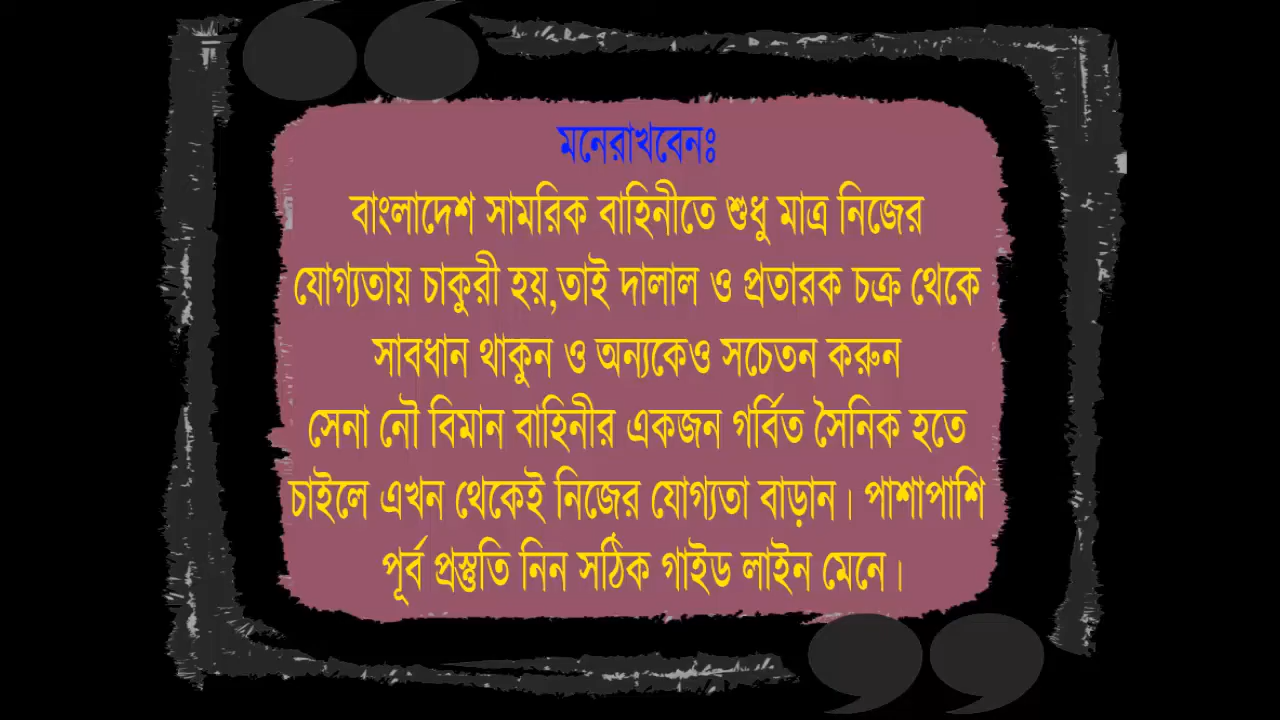 মনেরাখবেনঃ
বাংলাদেশ সামরিক বাহিনীতে শুধু মাত্র নিজের
যোগ্যতায় চাকুরী হয়,তাই দালাল ও প্রতারক চক্র থেকে
সাবধান থাকুন ও অন্যকেও সচেতন করুন
সেনা নৌ বিমান বাহিনীর একজন গর্বিত সৈনিক হতে
চাইলে এখন থেকেই নিজের যোগ্যতা বাড়ান। পাশাপাশি
পূর্ব প্রস্তুতি নিন সঠিক গাইড লাইন মেনে।